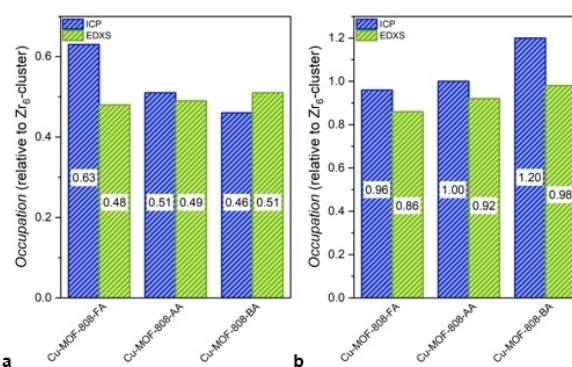 ICP
EDXS
Occupation (relative to Zr6-cluster)
0.6
0.4
0.2
0.0
0.63
0.48
0.51
0.49
0.46
0.51
Cu-MOF-808-FA
Cu-MOF-808-AA
Cu-MOF-808-BA
a
ICP
EDXS
Occupation (relative to Zr6-cluster)
1.2
1.0
0.8
0.6
0.4
0.2
0.0
0.96
0.86
1.00
0.92
1.20
0.98
Cu-MOF-808-FA
Cu-MOF-808-AA
Cu-MOF-808-BA
b